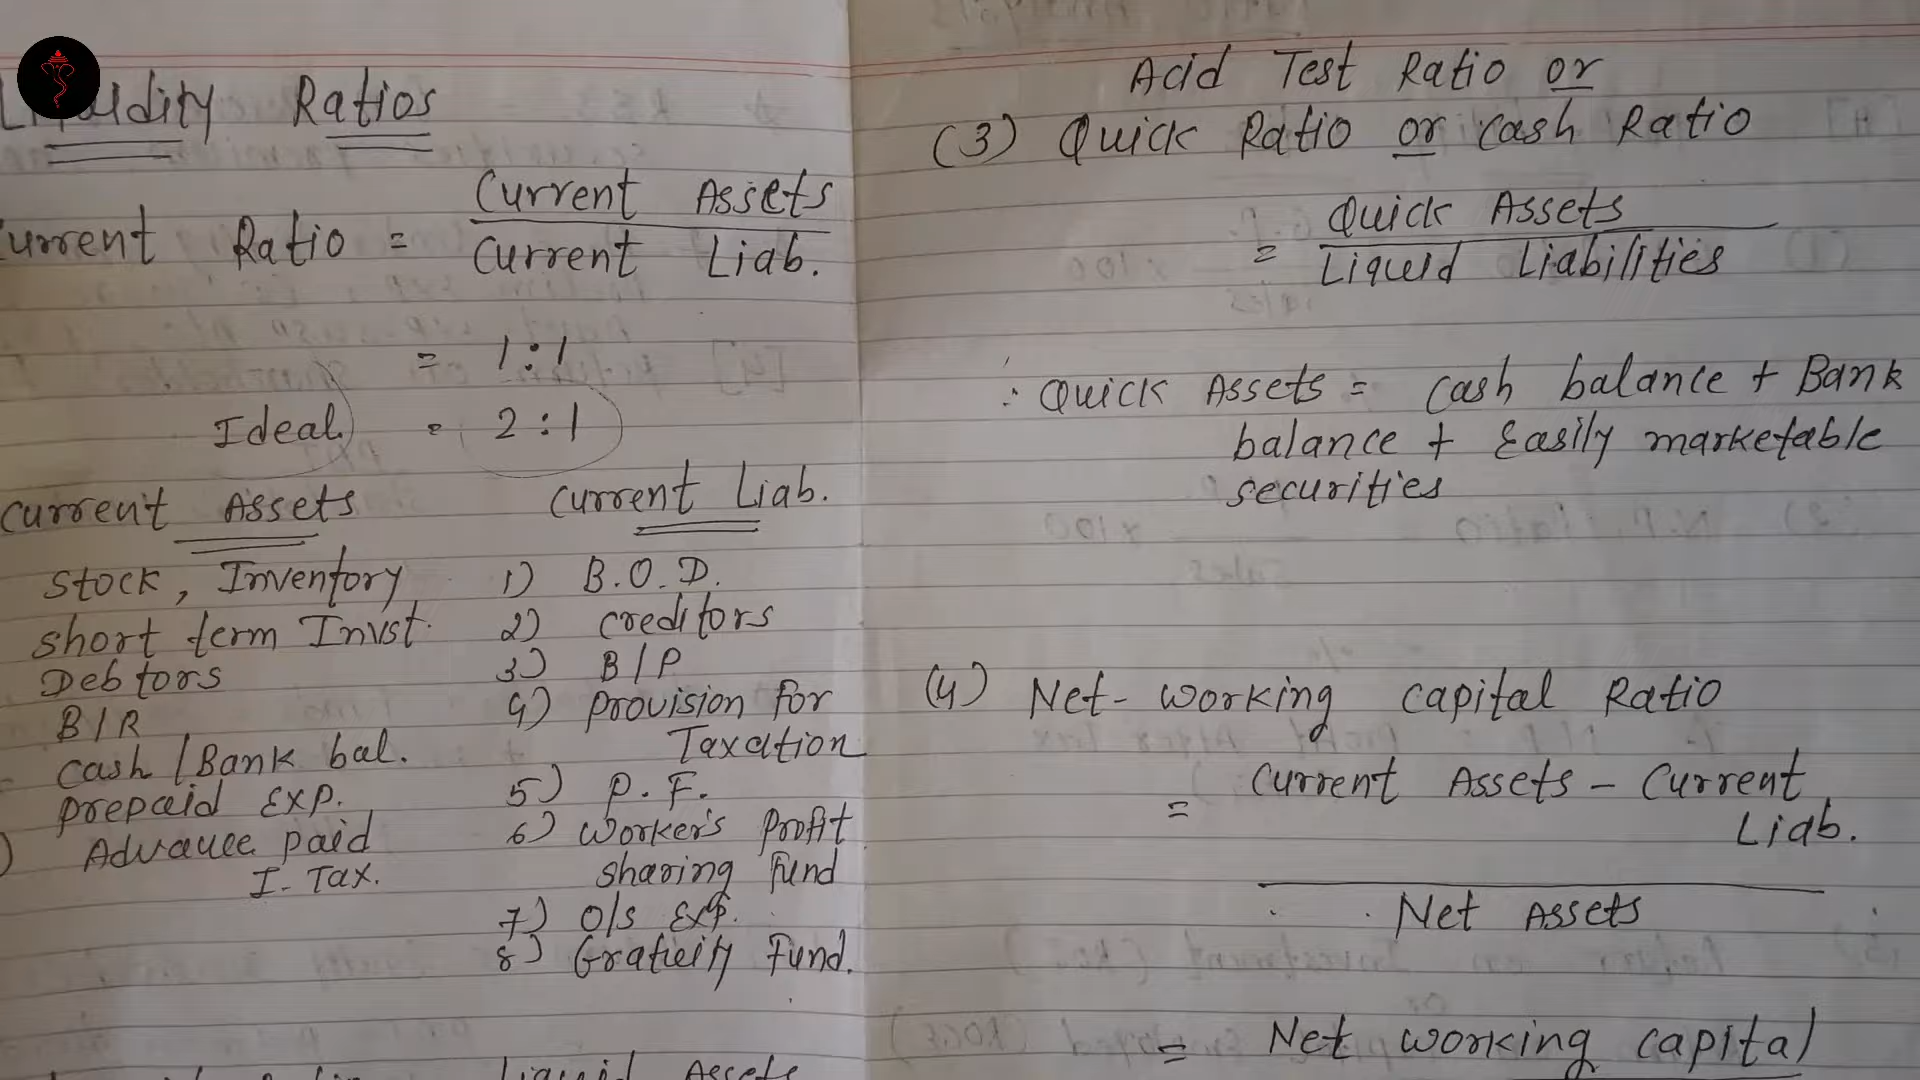 Liquidity Ratios
Current Ratio = Current Assets
Current Liab.
= 1:1
Ideal = 2:1
Current Assets
Stock, Inventory
short term Invst.
Debtors
B/R
cash/Bank bal.
prepaid Exp.
Advance paid
I-Tax.
Current Liab.
1) B.O.D.
2) creditors
3) B/P
4) provision for
Taxation
5) P.F.
6) Worker's Profit
sharing fund
7) O/s Exp.
8) Gratuity Fund.
Liquid Assets
Acid Test Ratio or
(3) Quick Ratio or cash Ratio
= Quick Assets
Liquid Liabilities
∴ Quick Assets = cash balance + Bank
balance + Easily marketable
securities
(4) Net-working capital Ratio
= Current Assets - Current
Liab.
Net Assets
= Net working capital